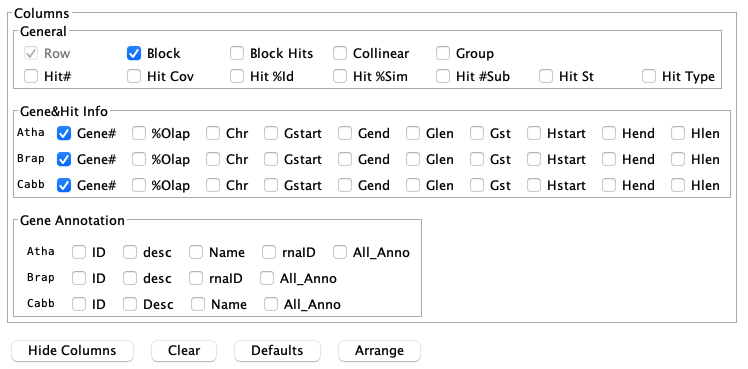 Columns
General
Row Block Block Hits Collinear Group
Hit# Hit Cov Hit %Id Hit %Sim Hit #Sub Hit St Hit Type
Gene&Hit Info
Atha Gene# %Olap Chr Gstart Gend Glen Gst Hstart Hend Hlen
Brap Gene# %Olap Chr Gstart Gend Glen Gst Hstart Hend Hlen
Cabb Gene# %Olap Chr Gstart Gend Glen Gst Hstart Hend Hlen
Gene Annotation
Atha ID desc Name rnaID All_Anno
Brap ID desc rnaID All_Anno
Cabb ID Desc Name All_Anno
Hide Columns Clear Defaults Arrange